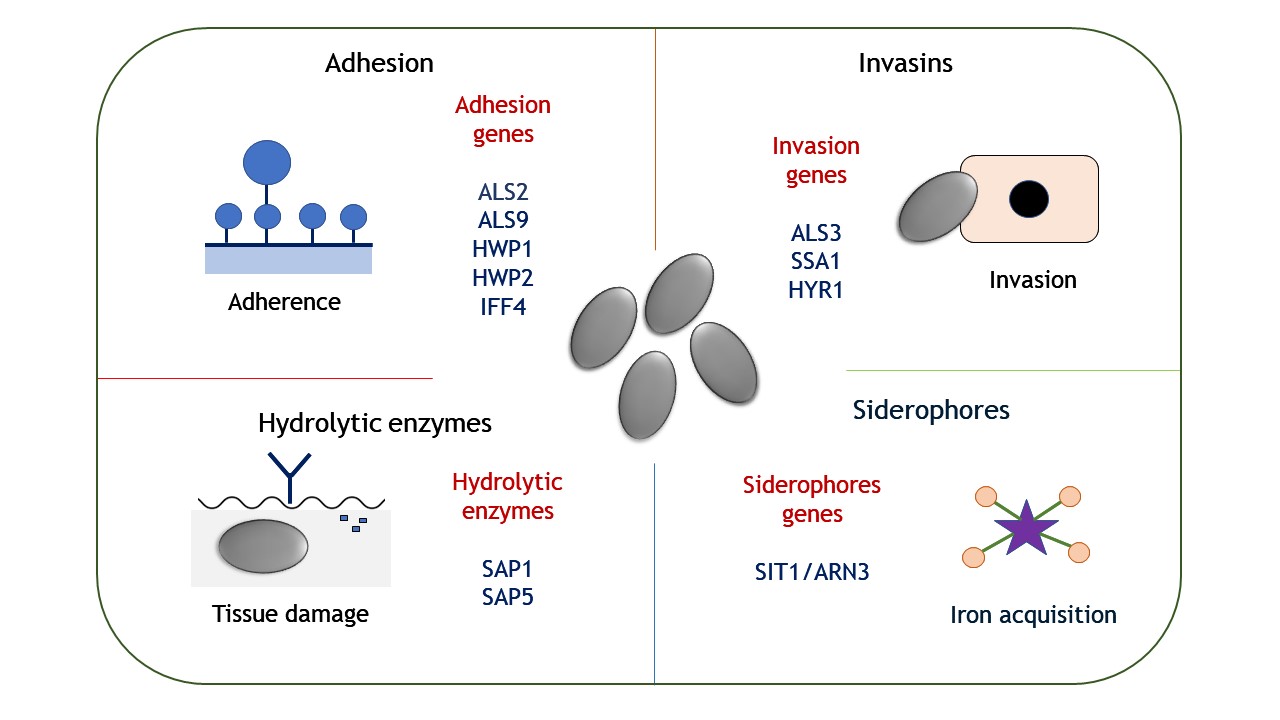 Adhesion
Adhesion
genes
ALS2
ALS9
HWP1
HWP2
IFF4
Adherence
Invasins
Invasion
genes
ALS3
SSA1
HYR1
Invasion
Hydrolytic enzymes
Hydrolytic
enzymes
SAP1
SAP5
Tissue damage
Siderophores
Siderophores
genes
SIT1/ARN3
Iron acquisition